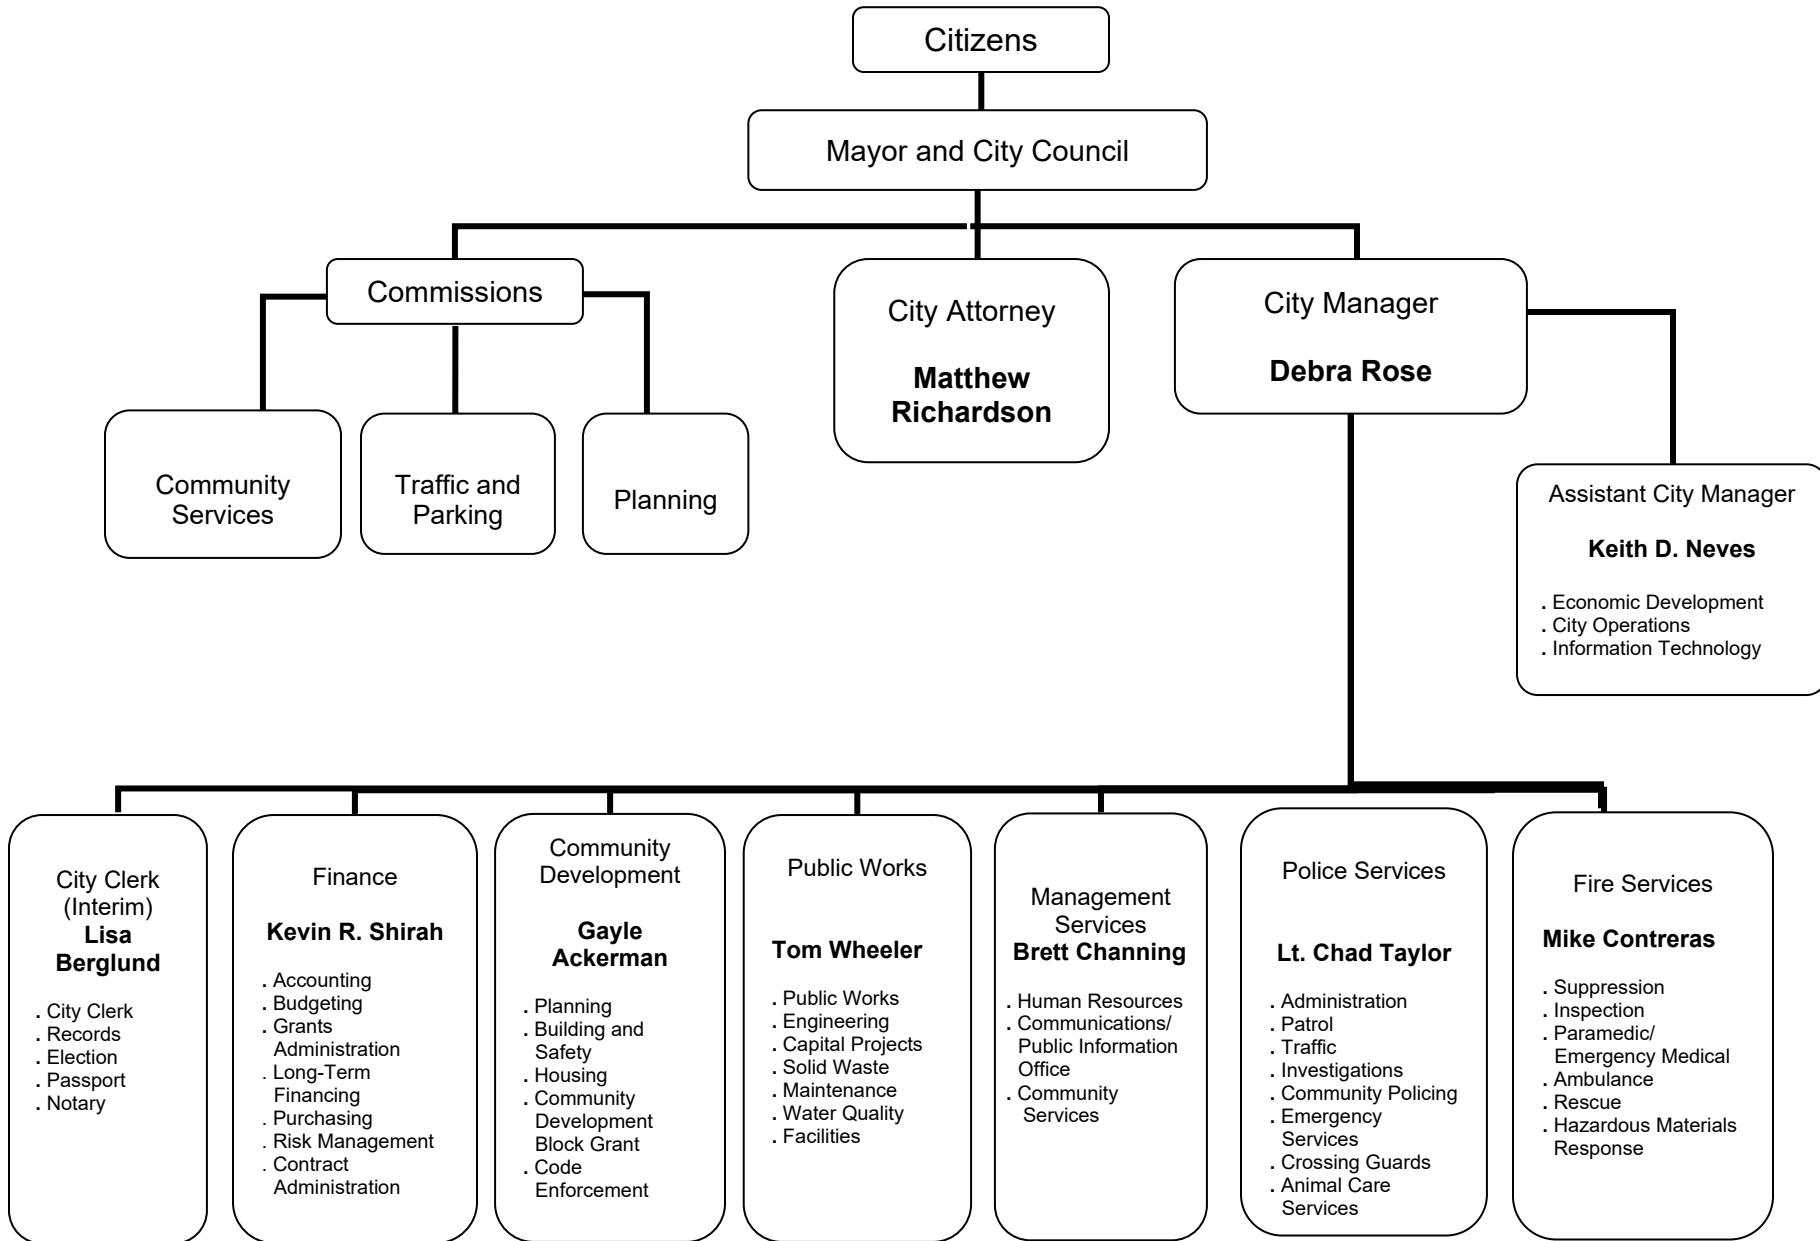 Citizens
Mayor and City Council
Commissions
City Attorney
Matthew
Richardson
City Manager
Debra Rose
Community
Services
Traffic and
Parking
Planning
Assistant City Manager
Keith D. Neves
. Economic Development
. City Operations
. Information Technology
City Clerk
(Interim)
Lisa
Berglund
. City Clerk
. Records
. Election
. Passport
. Notary
Finance
Kevin R. Shirah
. Accounting
. Budgeting
. Grants
Administration
. Long-Term
Financing
. Purchasing
. Risk Management
. Contract
Administration
Community
Development
Gayle
Ackerman
. Planning
. Building and
Safety
. Housing
. Community
Development
Block Grant
. Code
Enforcement
Public Works
Tom Wheeler
. Public Works
. Engineering
. Capital Projects
. Solid Waste
. Maintenance
. Water Quality
. Facilities
Management
Services
Brett Channing
. Human Resources
. Communications/
Public Information
Office
. Community
Services
Police Services
Lt. Chad Taylor
. Administration
. Patrol
. Traffic
. Investigations
. Community Policing
. Emergency
Services
. Crossing Guards
. Animal Care
Services
Fire Services
Mike Contreras
. Suppression
. Inspection
. Paramedic/
Emergency Medical
. Ambulance
. Rescue
. Hazardous Materials
Response